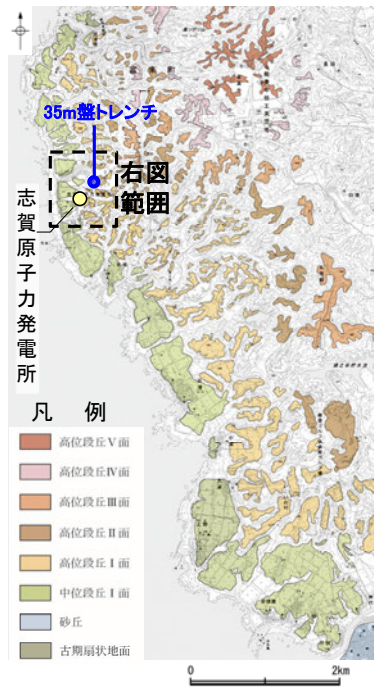 35m盤トレンチ
右図
範囲
志賀原子力発電所
凡 例
高位段丘Ⅴ面
高位段丘Ⅳ面
高位段丘Ⅲ面
高位段丘Ⅱ面
高位段丘Ⅰ面
中位段丘Ⅰ面
砂丘
古期扇状地面
0 2km